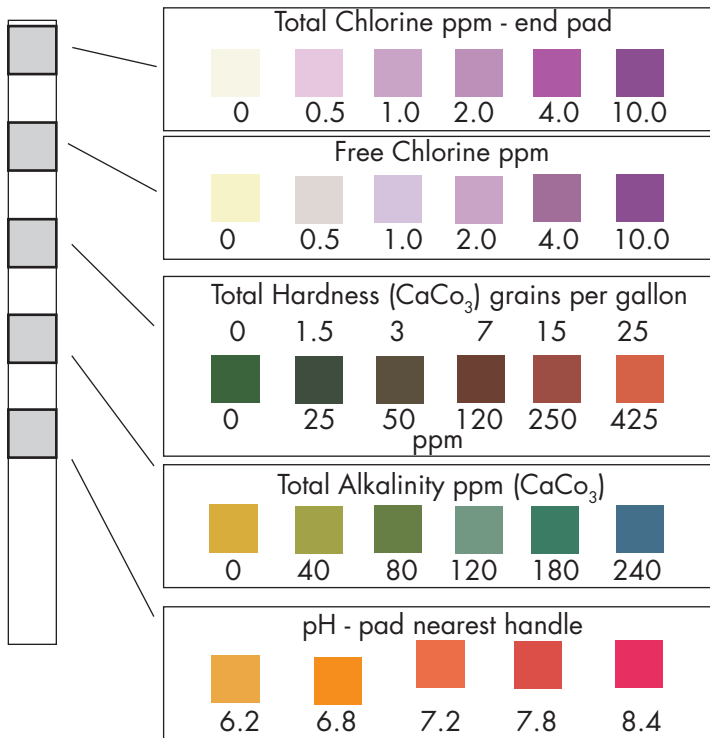 Total Chlorine ppm - end pad
0 0.5 1.0 2.0 4.0 10.0
Free Chlorine ppm
0 0.5 1.0 2.0 4.0 10.0
Total Hardness (CaCo₃) grains per gallon
0 1.5 3 7 15 25
0 25 50 120 250 425
ppm
Total Alkalinity ppm (CaCo₃)
0 40 80 120 180 240
pH - pad nearest handle
6.2 6.8 7.2 7.8 8.4